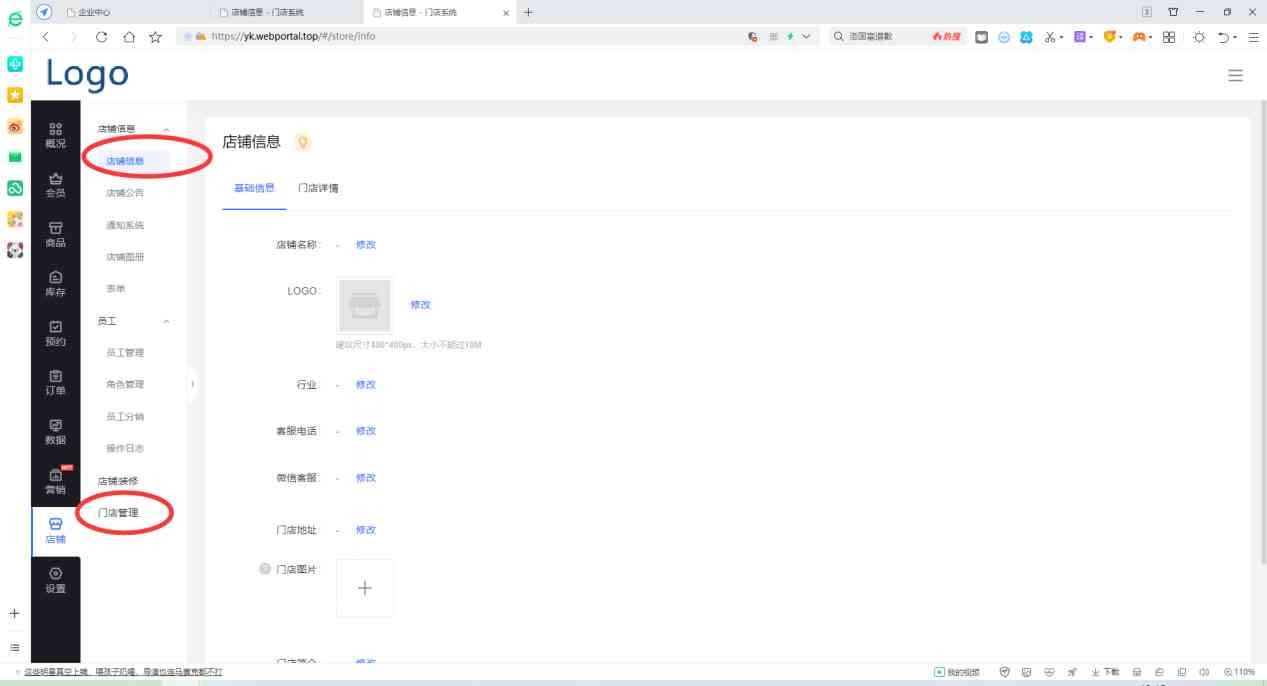 企业中心
店铺信息 - 门店系统
店铺信息 - 门店系统
https://yk.webportal.top/#/store/info
热搜
Logo
概况
会员
商品
库存
预约
订单
数据
HOT
营销
店铺
设置
店铺信息
店铺信息
店铺公告
通知系统
店铺图册
表单
员工
员工管理
角色管理
员工分销
操作日志
店铺装修
门店管理
店铺信息
基础信息
门店详情
店铺名称: - 修改
LOGO:
修改
建议尺寸400*400px、大小不超过10M
行业: - 修改
客服电话: - 修改
微信客服: - 修改
门店地址: - 修改
门店图片:
门店简介
修改
我的视频
下载
110%